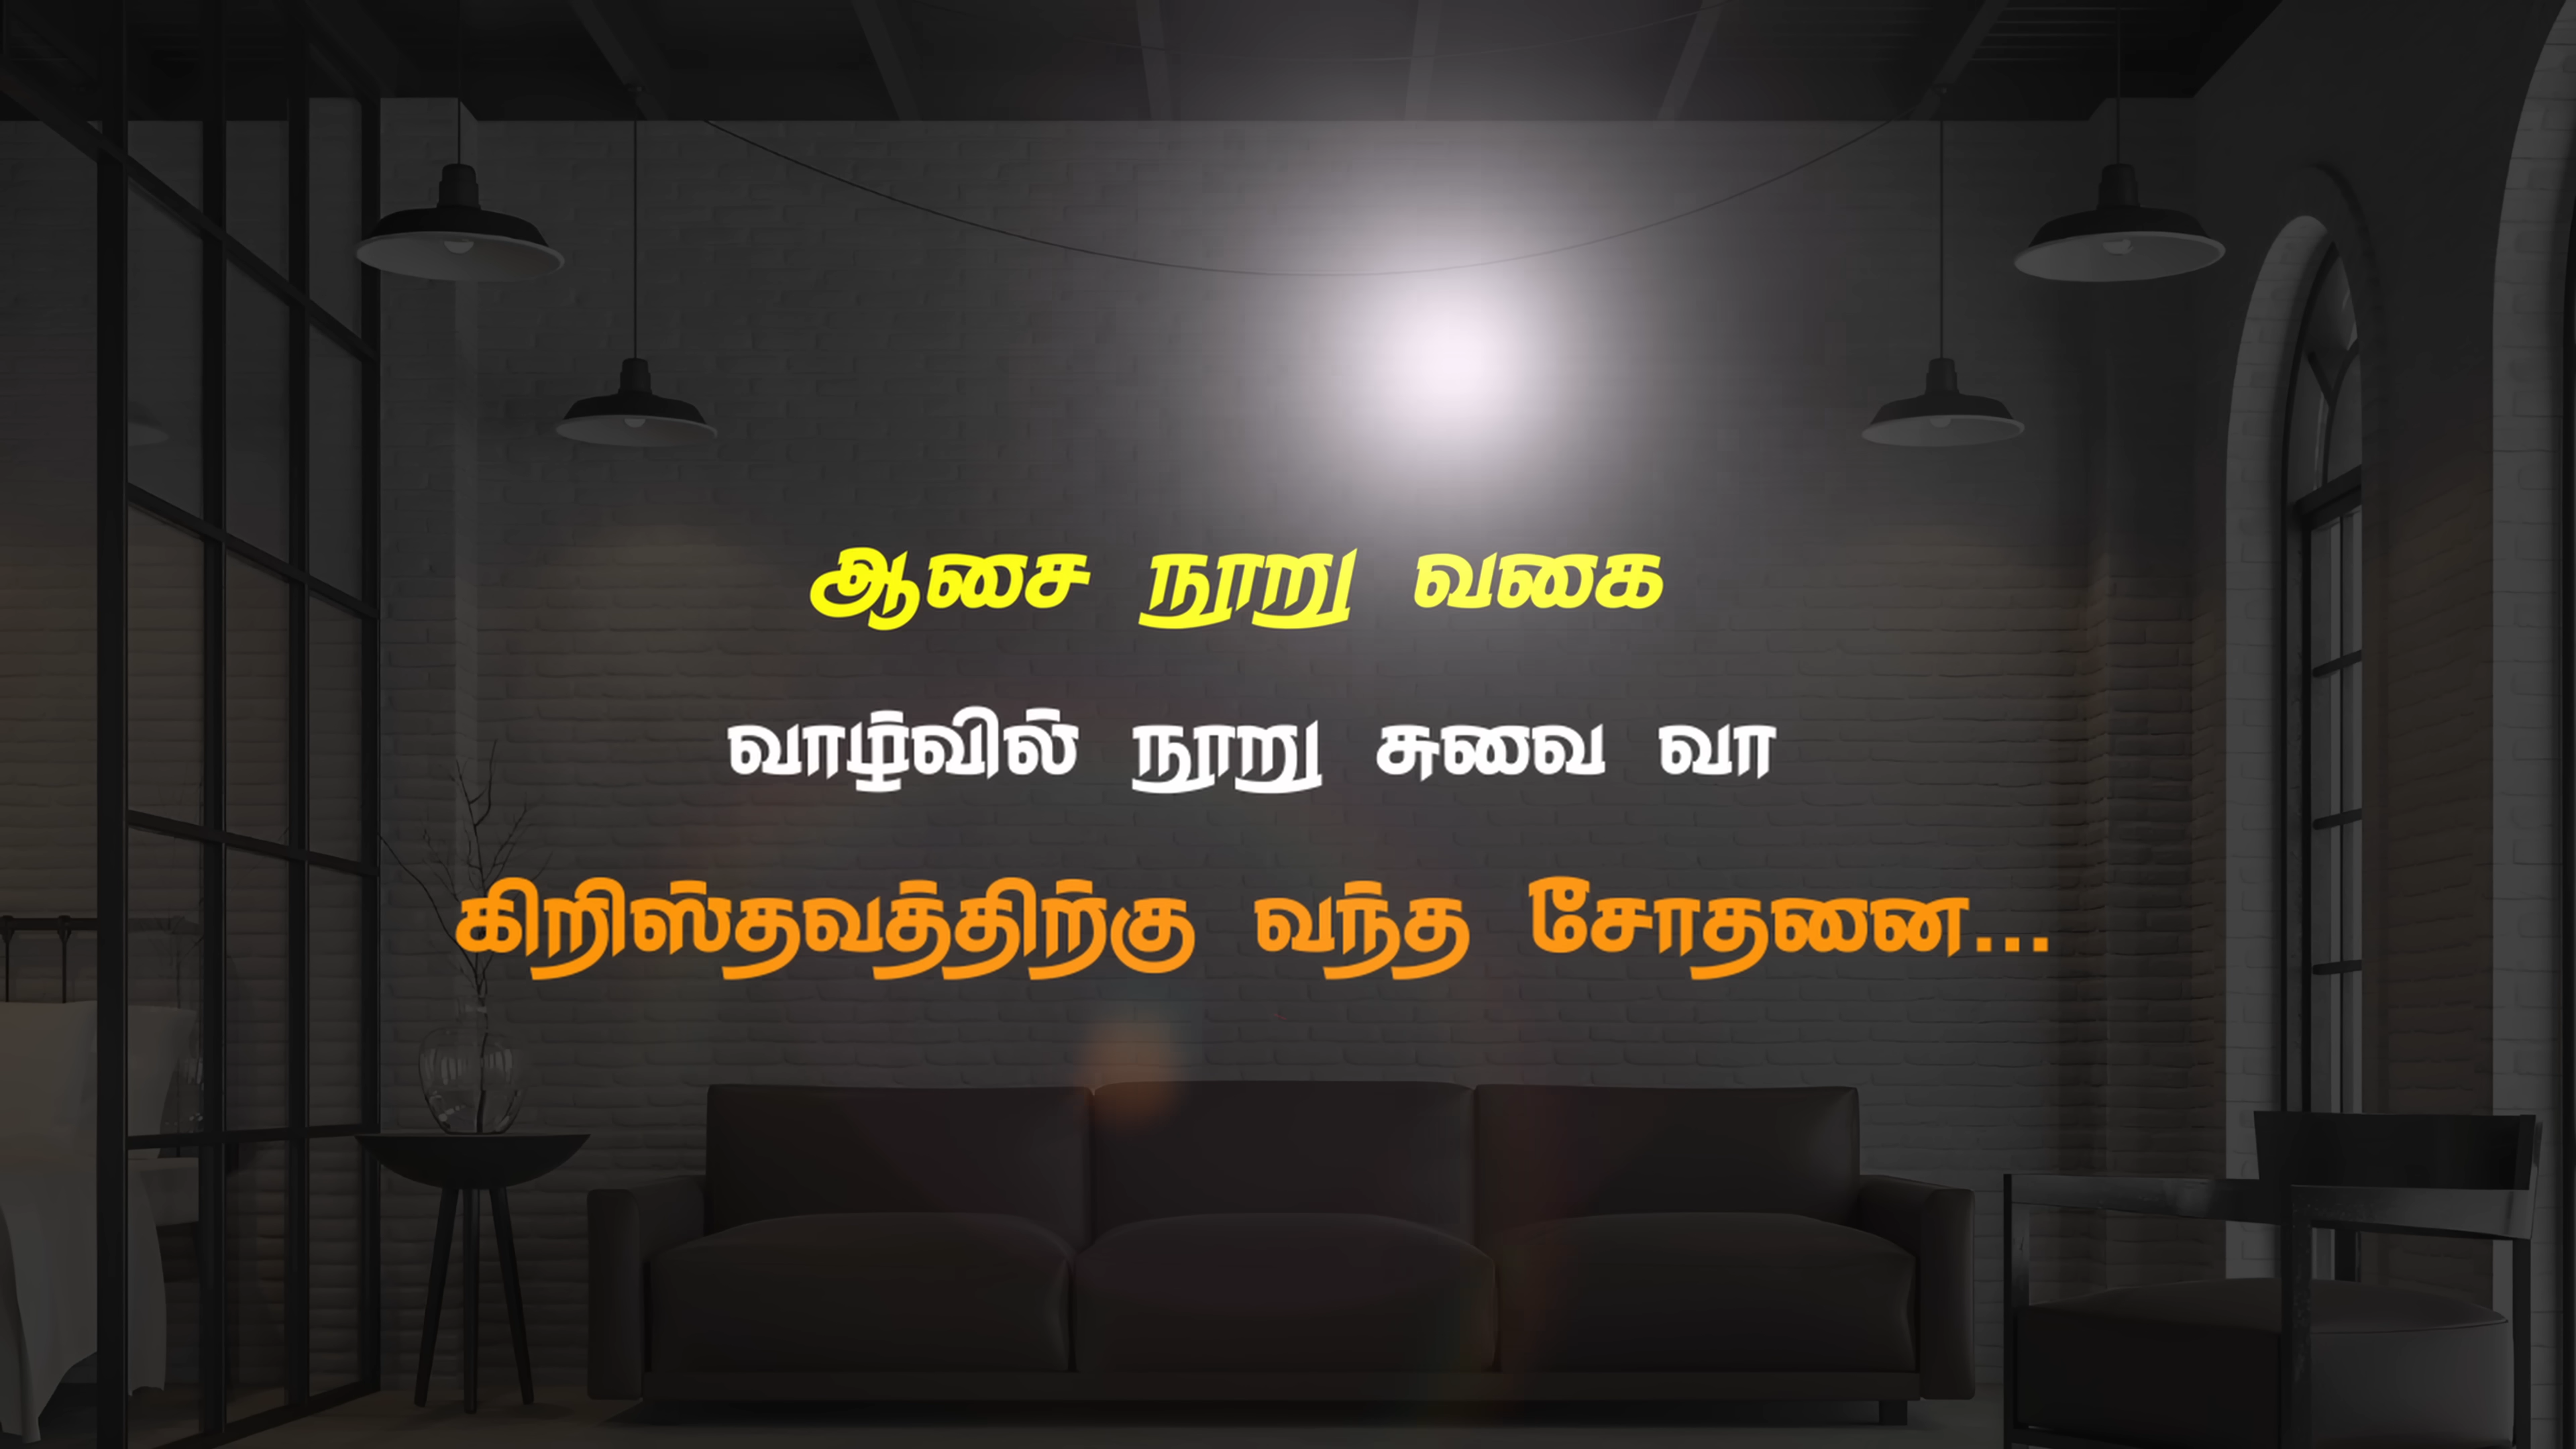 ஆசை நூறு வகை
வாழ்வில் நூறு சுவை வா
கிறிஸ்தவத்திற்கு வந்த சோதனை...